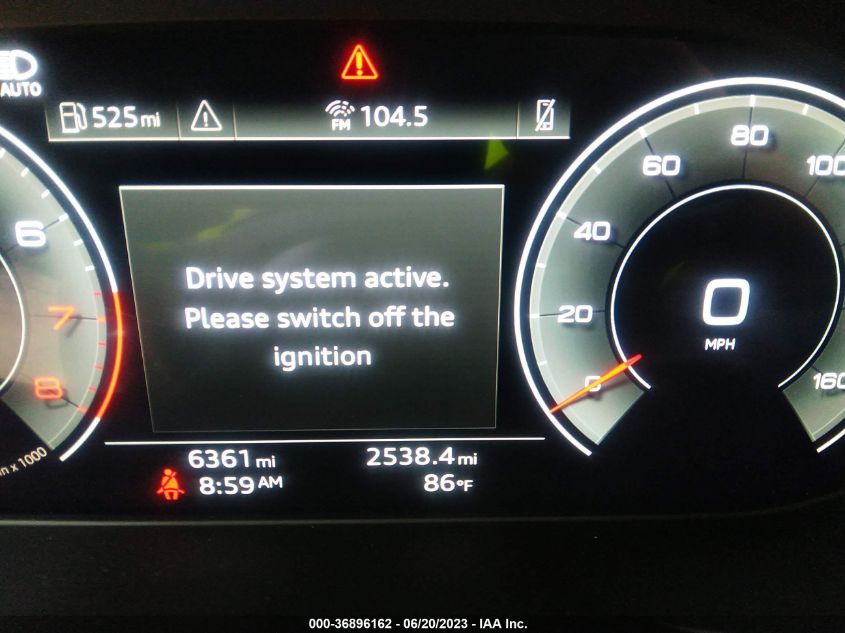 AUTO
525 mi
FM 104.5
6
7
8
n x 1000
Drive system active.
Please switch off the
ignition
0
20
40
60
80
100
160
0
MPH
6361 mi
2538.4 mi
8:59 AM
86°F
000-36896162 - 06/20/2023 - IAA Inc.